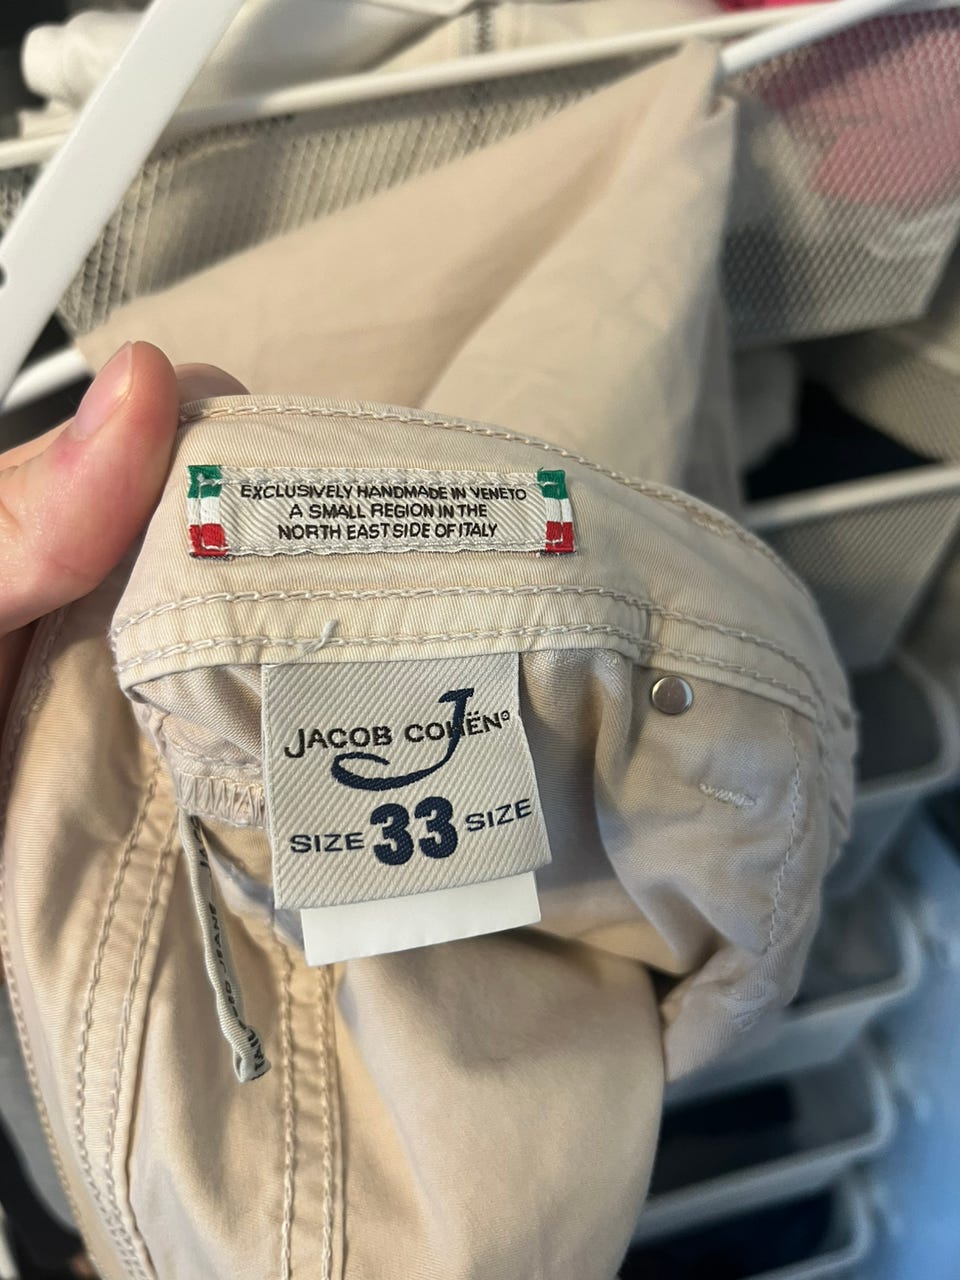 EXCLUSIVELY HANDMADE IN VENETO
A SMALL REGION IN THE
NORTH EAST SIDE OF ITALY
JACOB COHËN
SIZE 33 SIZE